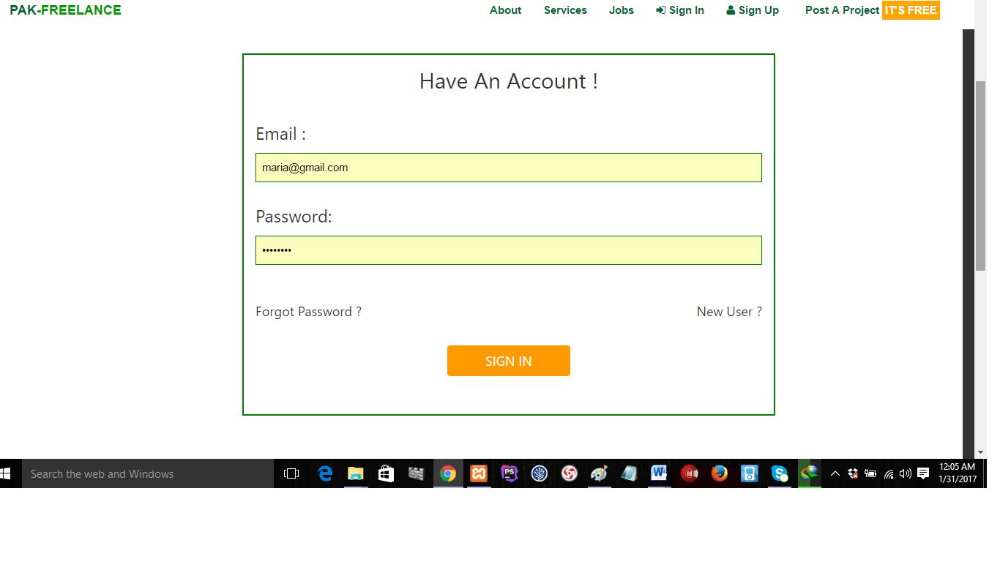 PAK-FREELANCE About Services Jobs Sign In Sign Up Post A Project IT'S FREE
Have An Account !
Email :
maria@gmail.com
Password:
••••••••
Forgot Password ? New User ?
SIGN IN
Search the web and Windows
PS
W
12:05 AM
1/31/2017